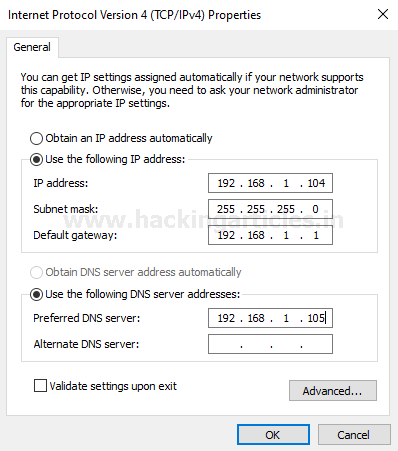 Internet Protocol Version 4 (TCP/IPv4) Properties
General
You can get IP settings assigned automatically if your network supports
this capability. Otherwise, you need to ask your network administrator
for the appropriate IP settings.
Obtain an IP address automatically
Use the following IP address:
IP address: 192 . 168 . 1 . 104
Subnet mask: 255 . 255 . 255 . 0
www.hackingarticles.in
Default gateway: 192 . 168 . 1 . 1
Obtain DNS server address automatically
Use the following DNS server addresses:
Preferred DNS server: 192 . 168 . 1 . 105
Alternate DNS server: . . .
Validate settings upon exit
Advanced...
OK Cancel